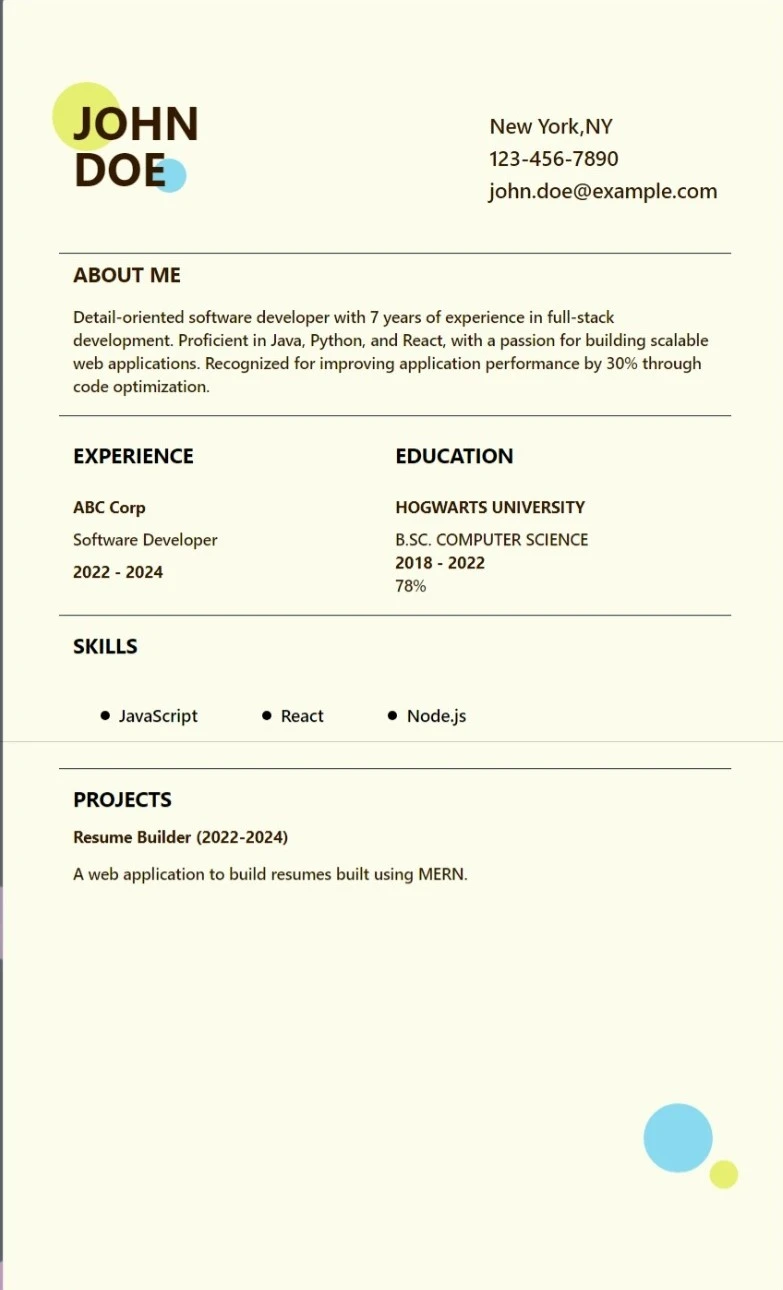 JOHN
DOE
New York,NY
123-456-7890
john.doe@example.com
ABOUT ME
Detail-oriented software developer with 7 years of experience in full-stack
development. Proficient in Java, Python, and React, with a passion for building scalable
web applications. Recognized for improving application performance by 30% through
code optimization.
EXPERIENCE
ABC Corp
Software Developer
2022 - 2024
EDUCATION
HOGWARTS UNIVERSITY
B.SC. COMPUTER SCIENCE
2018 - 2022
78%
SKILLS
• JavaScript • React • Node.js
PROJECTS
Resume Builder (2022-2024)
A web application to build resumes built using MERN.